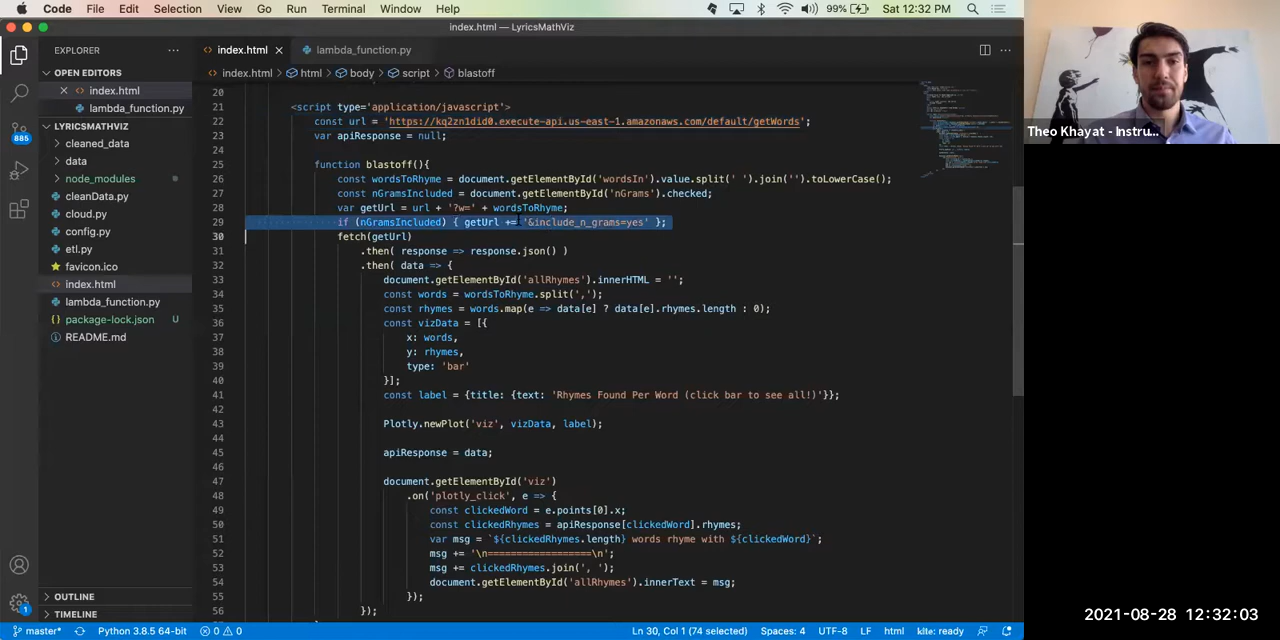 Code File Edit Selection View Go Run Terminal Window Help 99% Sat 12:32 PM
index.html — LyricsMathViz
EXPLORER ···
OPEN EDITORS
index.html
lambda_function.py
LYRICSMATHVIZ
cleaned_data
data
node_modules
cleanData.py
cloud.py
config.py
etl.py
favicon.ico
index.html
lambda_function.py
package-lock.json U
README.md
OUTLINE
TIMELINE
885
1
index.html lambda_function.py ···
index.html > html > body > script > blastoff
20
21 <script type='application/javascript'>
22 const url = 'https://kq2zn1did0.execute-api.us-east-1.amazonaws.com/default/getWords';
23 var apiResponse = null;
24
25 function blastoff(){
26 const wordsToRhyme = document.getElementById('wordsIn').value.split(' ').join('').toLowerCase();
27 const nGramsIncluded = document.getElementById('nGrams').checked;
28 var getUrl = url + '?w=' + wordsToRhyme;
29 if (nGramsIncluded) { getUrl += '&include_n_grams=yes' };
30 fetch(getUrl)
31 .then( response => response.json() )
32 .then( data => {
33 document.getElementById('allRhymes').innerHTML = '';
34 const words = wordsToRhyme.split(',');
35 const rhymes = words.map(e => data[e] ? data[e].rhymes.length : 0);
36 const vizData = [{
37 x: words,
38 y: rhymes,
39 type: 'bar'
40 }];
41 const label = {title: {text: 'Rhymes Found Per Word (click bar to see all!)'}};
42
43 Plotly.newPlot('viz', vizData, label);
44
45 apiResponse = data;
46
47 document.getElementById('viz')
48 .on('plotly_click', e => {
49 const clickedWord = e.points[0].x;
50 const clickedRhymes = apiResponse[clickedWord].rhymes;
51 var msg = `${clickedRhymes.length} words rhyme with ${clickedWord}`;
52 msg += '\n==================\n';
53 msg += clickedRhymes.join(', ');
54 document.getElementById('allRhymes').innerText = msg;
55 });
56 });
master* Python 3.8.5 64-bit 0 0 Ln 30, Col 1 (74 selected) Spaces: 4 UTF-8 LF html kite: ready
Theo Khayat - Instru...
2021-08-28 12:32:03